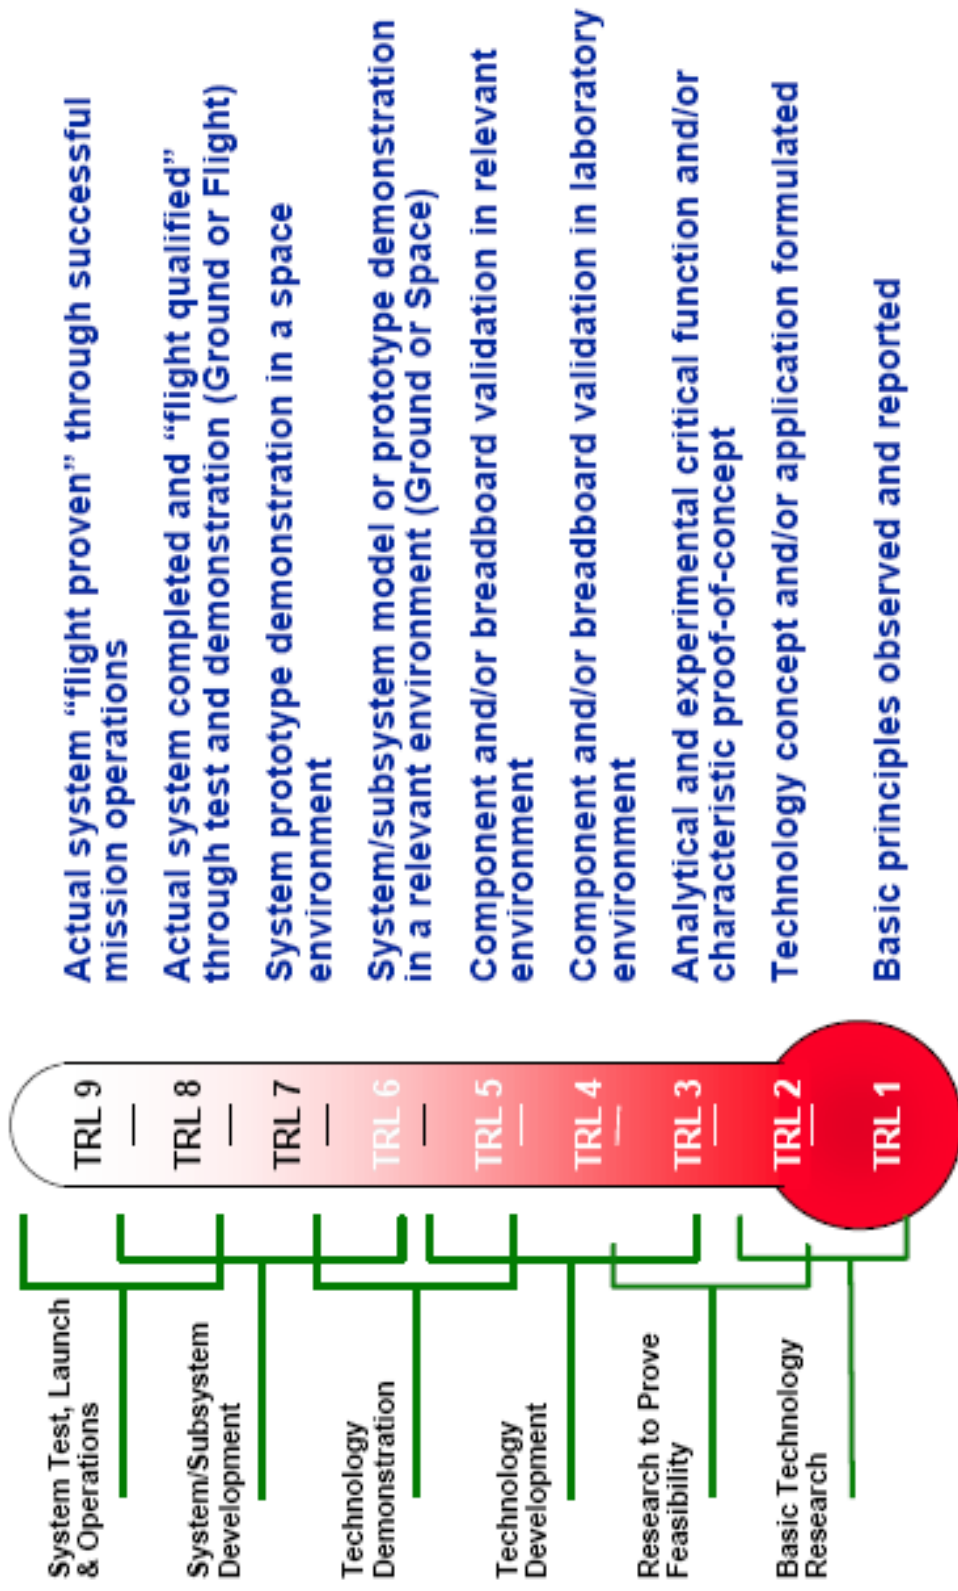 System Test, Launch
& Operations
System/Subsystem
Development
Technology
Demonstration
Technology
Development
Research to Prove
Feasibility
Basic Technology
Research
TRL 9
TRL 8
TRL 7
TRL 6
TRL 5
TRL 4
TRL 3
TRL 2
TRL 1
Actual system “flight proven” through successful
mission operations
Actual system completed and “flight qualified”
through test and demonstration (Ground or Flight)
System prototype demonstration in a space
environment
System/subsystem model or prototype demonstration
in a relevant environment (Ground or Space)
Component and/or breadboard validation in relevant
environment
Component and/or breadboard validation in laboratory
environment
Analytical and experimental critical function and/or
characteristic proof-of-concept
Technology concept and/or application formulated
Basic principles observed and reported